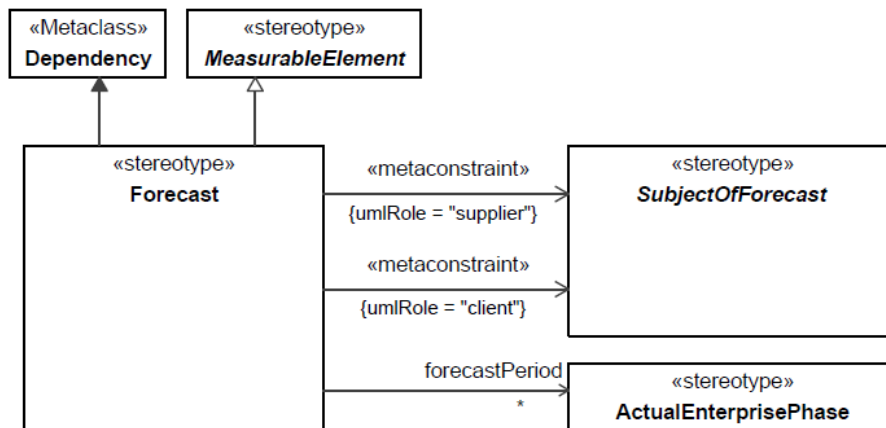 «Metaclass»
Dependency
«stereotype»
MeasurableElement
«stereotype»
Forecast
«metaconstraint»
{umlRole = "supplier"}
«metaconstraint»
{umlRole = "client"}
forecastPeriod
*
«stereotype»
SubjectOfForecast
«stereotype»
ActualEnterprisePhase